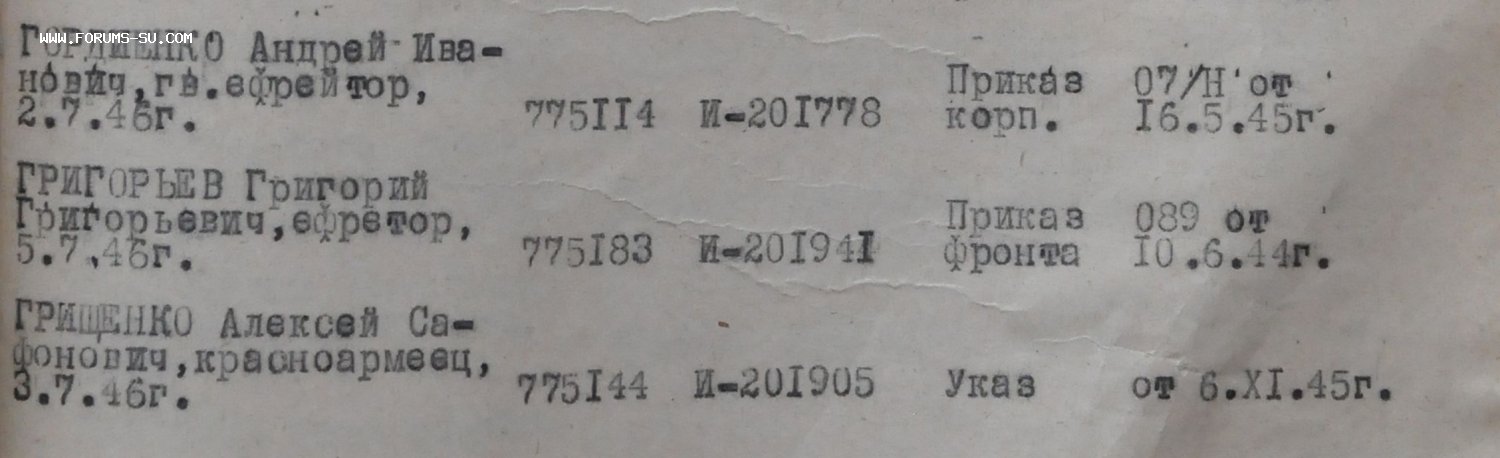 WWW.FORUMS-SU.COM
ГОРДИЕНКО Андрей Ива-
нович,гв.ефрейтор,
2.7.46г.
775II4 И-20I778
Приказ 07/Н от
корп. I6.5.45г.
ГРИГОРЬЕВ Григорий
Григорьевич,ефретор,
5.7.46г.
775I83 И-20I94I
Приказ 089 от
фронта I0.6.44г.
ГРИЩЕНКО Алексей Са-
фонович,красноармеец,
3.7.46г.
775I44 И-20I905 Указ от 6.XI.45г.